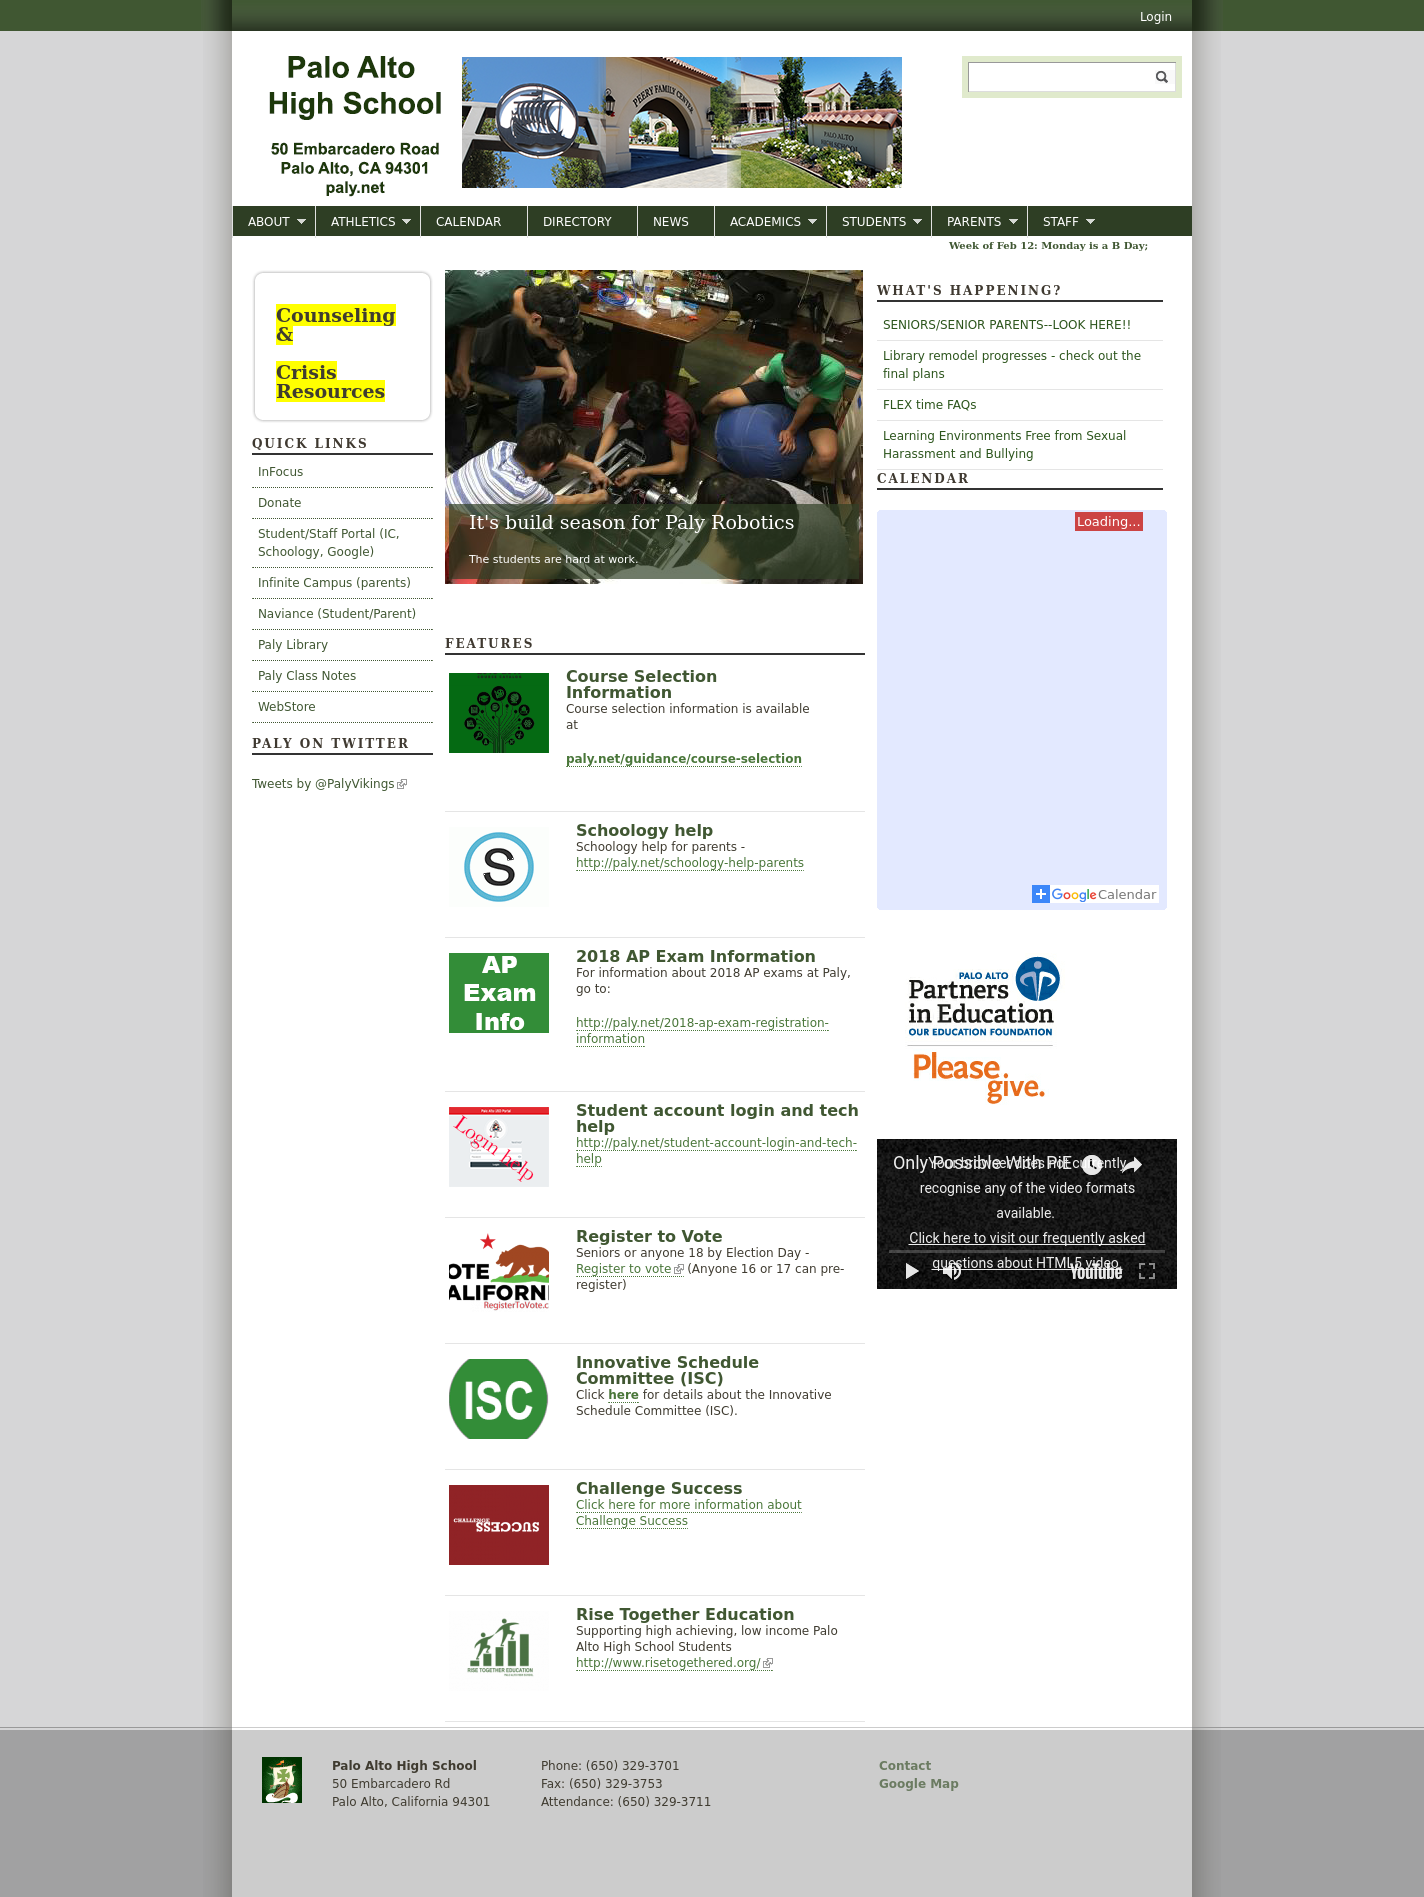 Login
Palo Alto
High School
50 Embarcadero Road
Palo Alto, CA 94301
paly.net
PEERY FAMILY CENTER
PALO ALTO
HIGH SCHOOL
ABOUT
ATHLETICS
CALENDAR
DIRECTORY
NEWS
ACADEMICS
STUDENTS
PARENTS
STAFF
Week of Feb 12: Monday is a B Day;
Counseling
&
Crisis
Resources
QUICK LINKS
InFocus
Donate
Student/Staff Portal (IC,
Schoology, Google)
Infinite Campus (parents)
Naviance (Student/Parent)
Paly Library
Paly Class Notes
WebStore
PALY ON TWITTER
Tweets by @PalyVikings
It's build season for Paly Robotics
The students are hard at work.
FEATURES
Course Selection
Information
Course selection information is available
at
paly.net/guidance/course-selection
S
Schoology help
Schoology help for parents -
http://paly.net/schoology-help-parents
AP
Exam
Info
2018 AP Exam Information
For information about 2018 AP exams at Paly,
go to:
http://paly.net/2018-ap-exam-registration-
information
Login help
Student account login and tech
help
http://paly.net/student-account-login-and-tech-
help
OTE
ALIFORNI
RegisterToVote.c
Register to Vote
Seniors or anyone 18 by Election Day -
Register to vote (Anyone 16 or 17 can pre-
register)
ISC
Innovative Schedule
Committee (ISC)
Click here for details about the Innovative
Schedule Committee (ISC).
CHALLENGE
SUCCESS
Challenge Success
Click here for more information about
Challenge Success
RISE TOGETHER EDUCATION
Rise Together Education
Supporting high achieving, low income Palo
Alto High School Students
http://www.risetogethered.org/
WHAT'S HAPPENING?
SENIORS/SENIOR PARENTS--LOOK HERE!!
Library remodel progresses - check out the
final plans
FLEX time FAQs
Learning Environments Free from Sexual
Harassment and Bullying
CALENDAR
Loading...
Google Calendar
PALO ALTO
Partners
in Education
OUR EDUCATION FOUNDATION
Please
give.
Only Possible With PiE
Your browser does not currently
recognise any of the video formats
available.
Click here to visit our frequently asked
questions about HTML5 video.
YouTube
Palo Alto High School
50 Embarcadero Rd
Palo Alto, California 94301
Phone: (650) 329-3701
Fax: (650) 329-3753
Attendance: (650) 329-3711
Contact
Google Map